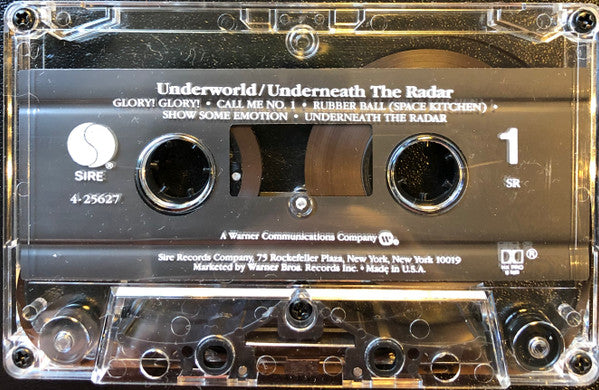 Underworld/Underneath The Radar
GLORY! GLORY! • CALL ME NO. 1 • RUBBER BALL (SPACE KITCHEN) •
SHOW SOME EMOTION • UNDERNEATH THE RADAR
S ®
SIRE
4-25627
1
SR
A Warner Communications Company W ®
Sire Records Company, 75 Rockefeller Plaza, New York, New York 10019
Marketed by Warner Bros. Records Inc. • Made in U.S.A.
®